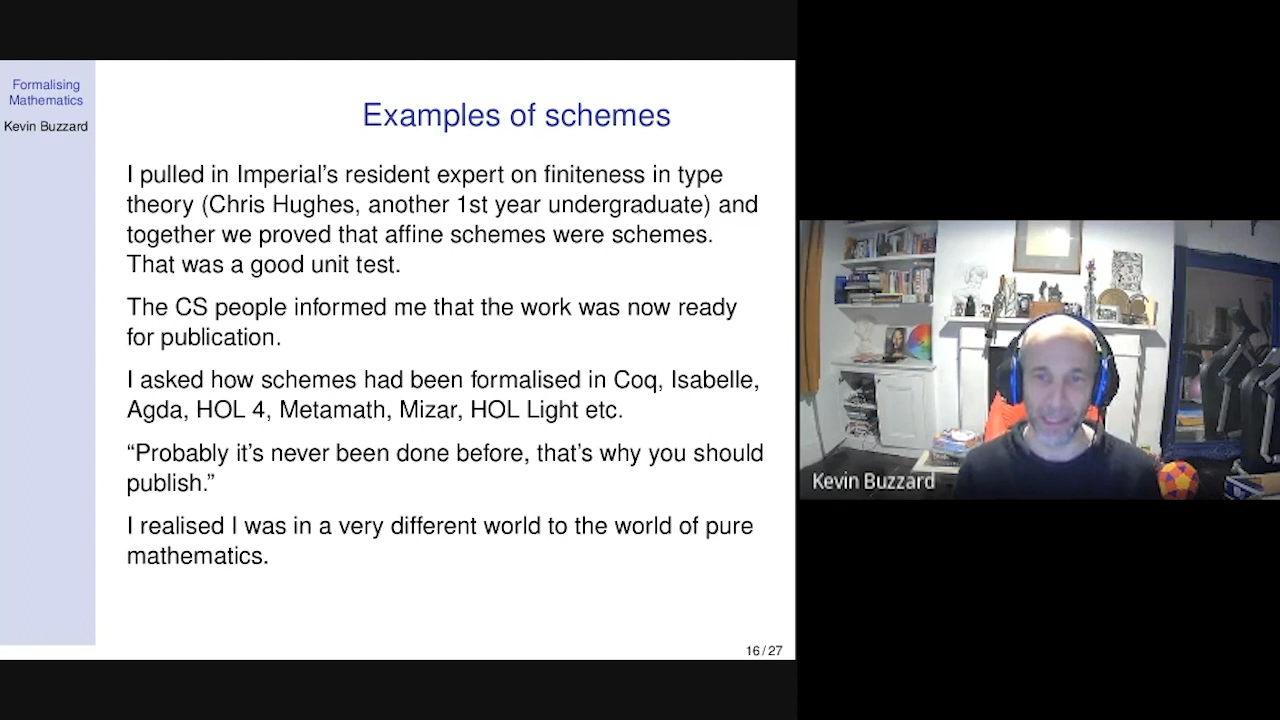 Formalising
Mathematics
Kevin Buzzard
Examples of schemes
I pulled in Imperial's resident expert on finiteness in type
theory (Chris Hughes, another 1st year undergraduate) and
together we proved that affine schemes were schemes.
That was a good unit test.
The CS people informed me that the work was now ready
for publication.
I asked how schemes had been formalised in Coq, Isabelle,
Agda, HOL 4, Metamath, Mizar, HOL Light etc.
“Probably it's never been done before, that's why you should
publish.”
I realised I was in a very different world to the world of pure
mathematics.
16 / 27
Kevin Buzzard